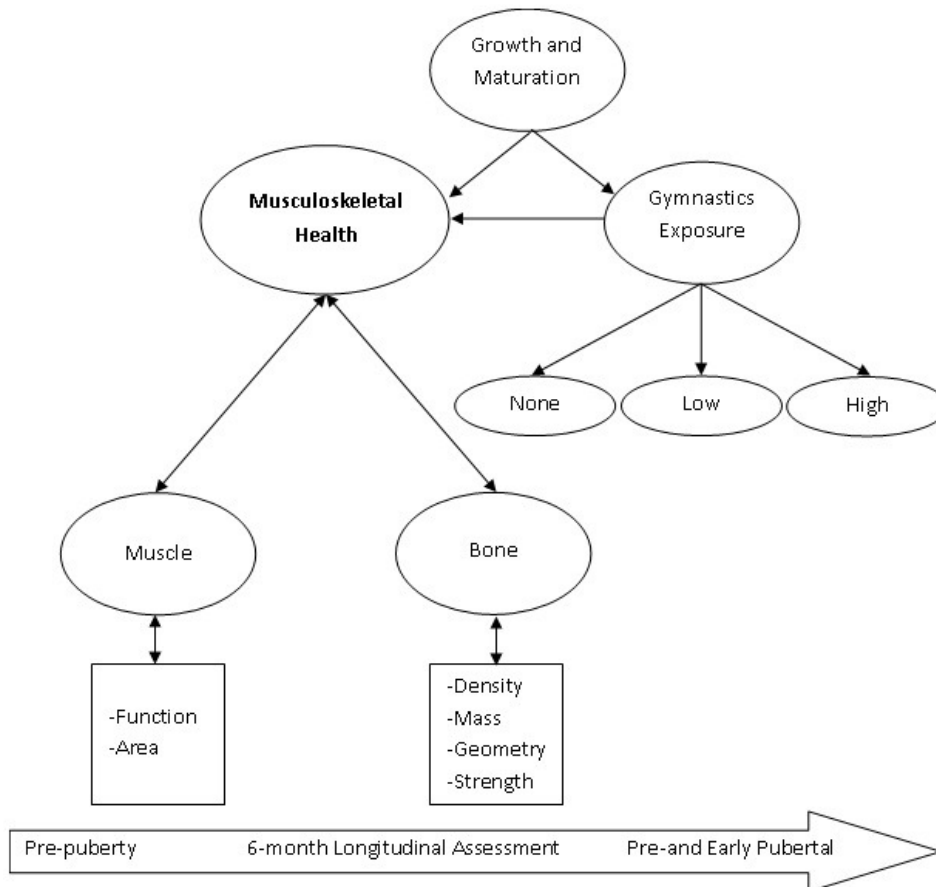 Growth and
Maturation
Musculoskeletal
Health
Gymnastics
Exposure
None
Low
High
Muscle
Bone
-Function
-Area
-Density
-Mass
-Geometry
-Strength
Pre-puberty 6-month Longitudinal Assessment Pre-and Early Pubertal